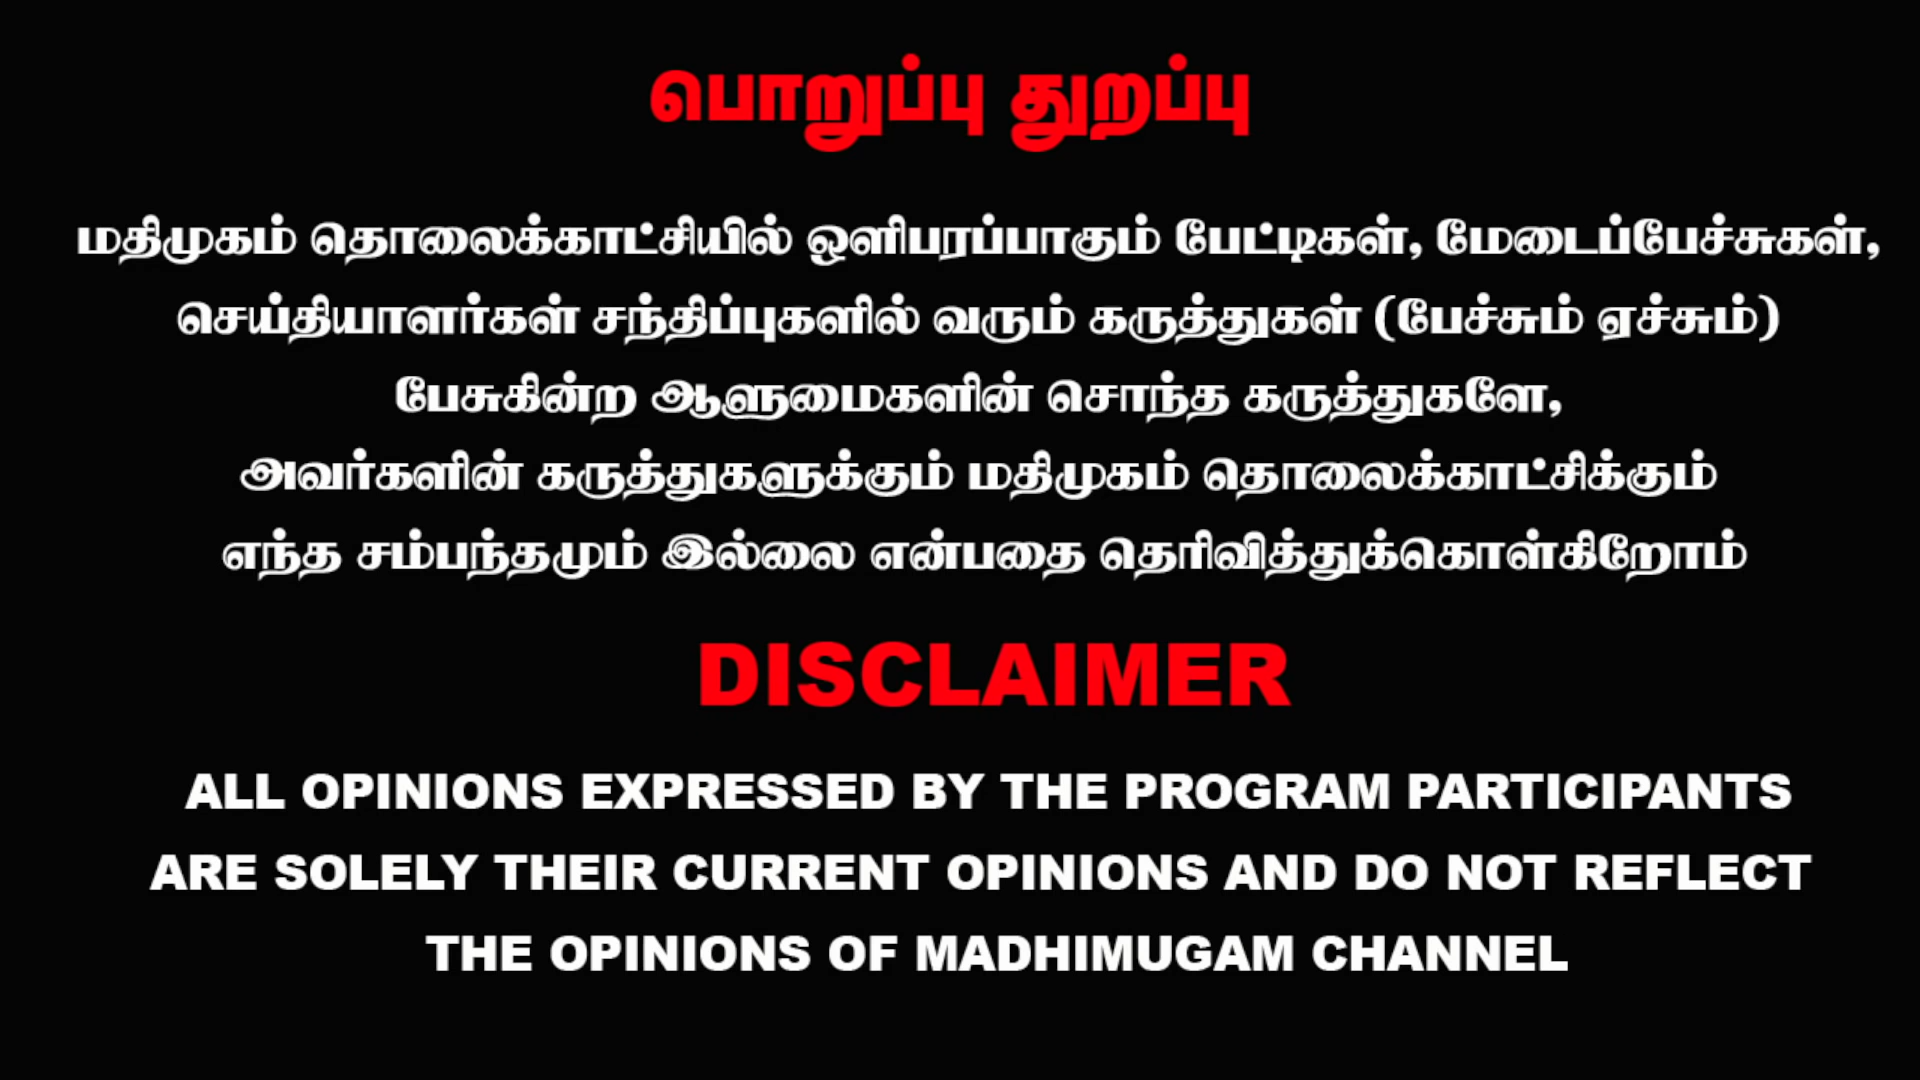 பொறுப்பு துறப்பு
மதிமுகம் தொலைக்காட்சியில் ஒளிபரப்பாகும் பேட்டிகள், மேடைப்பேச்சுகள்,
செய்தியாளர்கள் சந்திப்புகளில் வரும் கருத்துகள் (பேச்சும் ஏச்சும்)
பேசுகின்ற ஆளுமைகளின் சொந்த கருத்துகளே,
அவர்களின் கருத்துகளுக்கும் மதிமுகம் தொலைக்காட்சிக்கும்
எந்த சம்பந்தமும் இல்லை என்பதை தெரிவித்துக்கொள்கிறோம்
DISCLAIMER
ALL OPINIONS EXPRESSED BY THE PROGRAM PARTICIPANTS
ARE SOLELY THEIR CURRENT OPINIONS AND DO NOT REFLECT
THE OPINIONS OF MADHIMUGAM CHANNEL